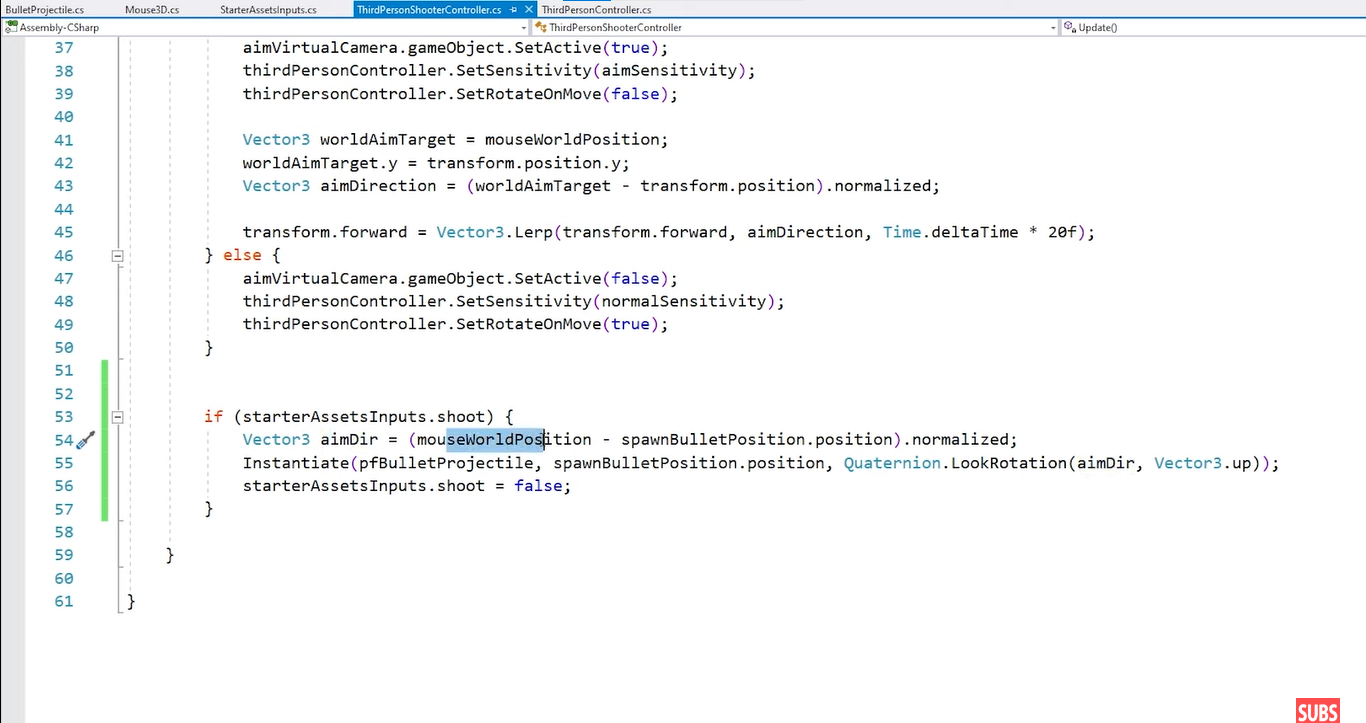 BulletProjectile.cs Mouse3D.cs StarterAssetsInputs.cs ThirdPersonShooterController.cs ThirdPersonController.cs
Assembly-CSharp ThirdPersonShooterController Update()
37 aimVirtualCamera.gameObject.SetActive(true);
38 thirdPersonController.SetSensitivity(aimSensitivity);
39 thirdPersonController.SetRotateOnMove(false);
40
41 Vector3 worldAimTarget = mouseWorldPosition;
42 worldAimTarget.y = transform.position.y;
43 Vector3 aimDirection = (worldAimTarget - transform.position).normalized;
44
45 transform.forward = Vector3.Lerp(transform.forward, aimDirection, Time.deltaTime * 20f);
46 } else {
47 aimVirtualCamera.gameObject.SetActive(false);
48 thirdPersonController.SetSensitivity(normalSensitivity);
49 thirdPersonController.SetRotateOnMove(true);
50 }
51
52
53 if (starterAssetsInputs.shoot) {
54 Vector3 aimDir = (mouseWorldPosition - spawnBulletPosition.position).normalized;
55 Instantiate(pfBulletProjectile, spawnBulletPosition.position, Quaternion.LookRotation(aimDir, Vector3.up));
56 starterAssetsInputs.shoot = false;
57 }
58
59 }
60
61 }
SUBS